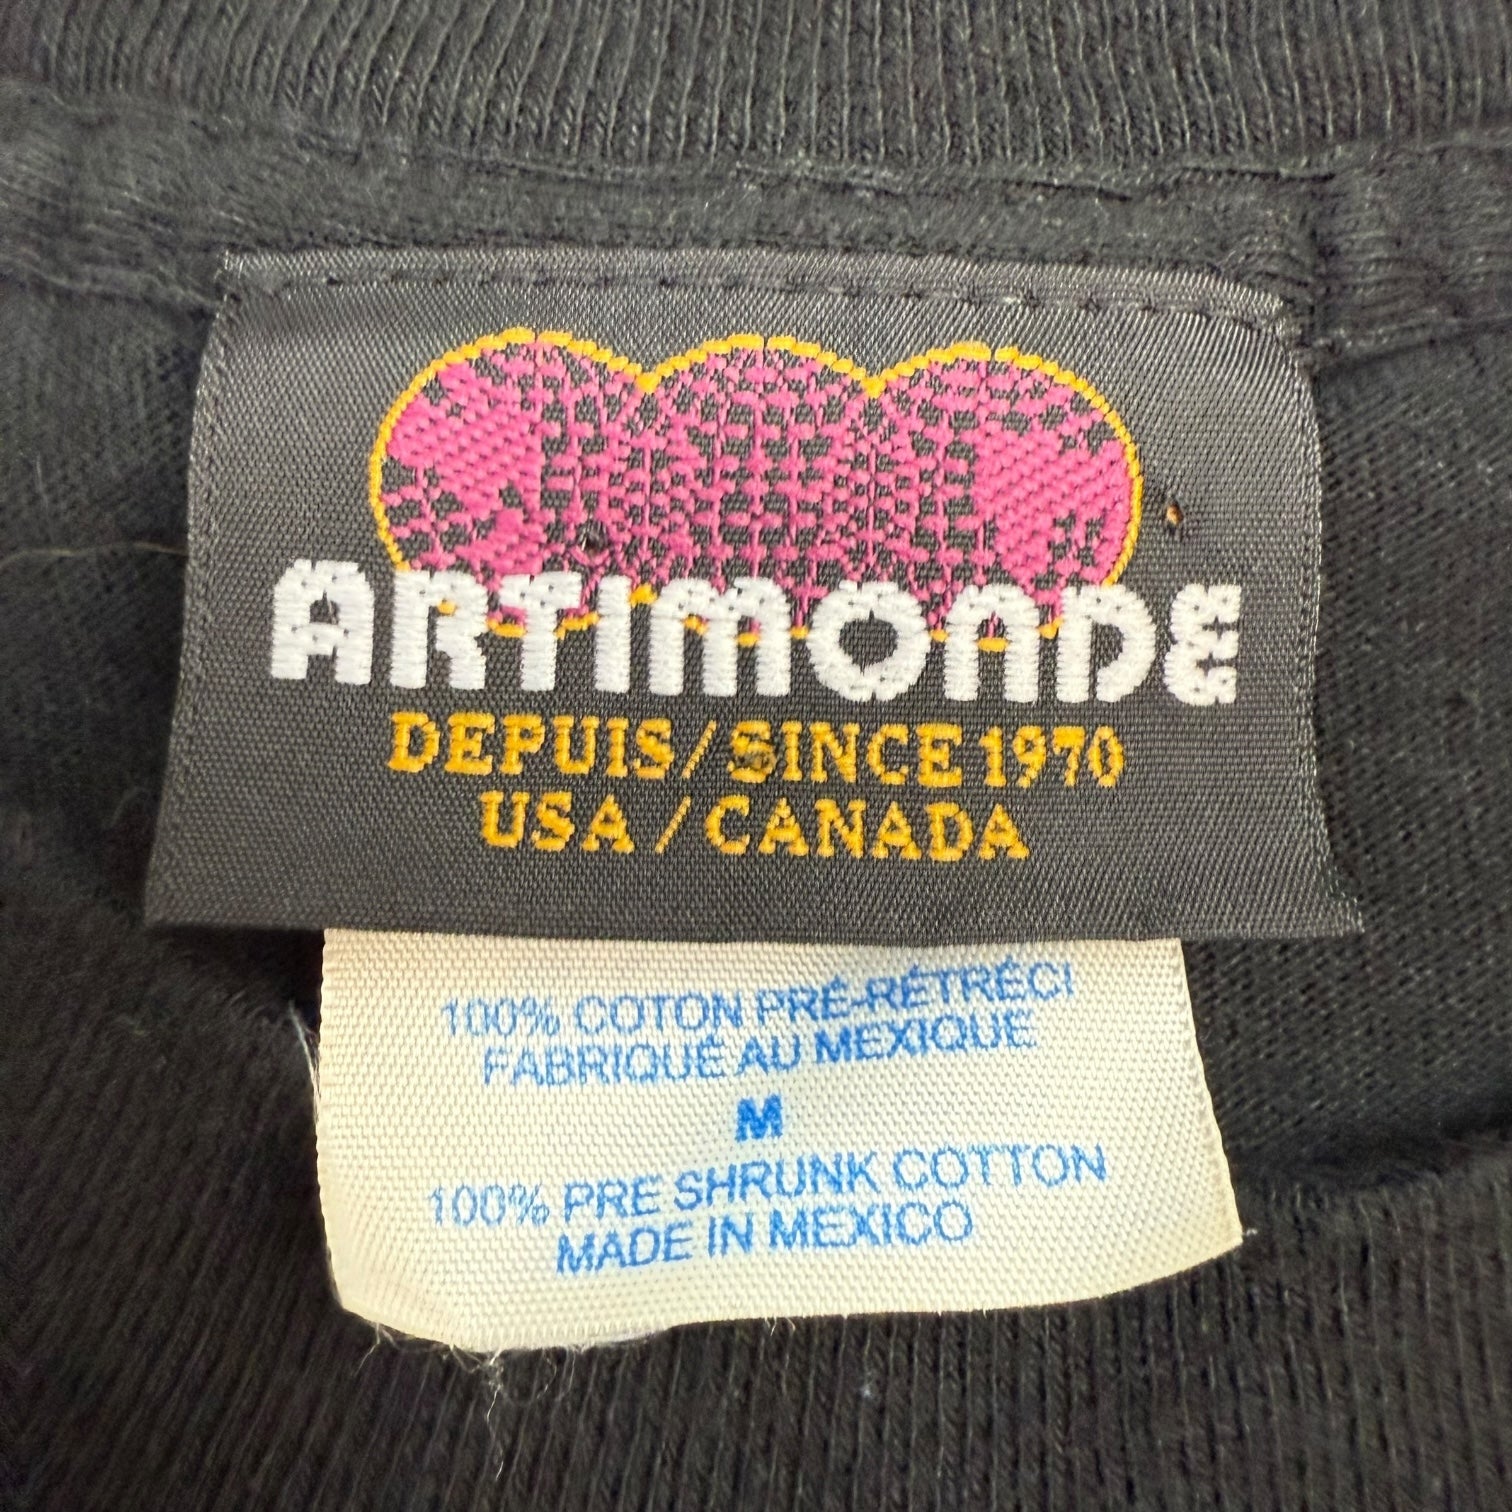 ARTIMONDE
DEPUIS/SINCE 1970
USA/CANADA
100% COTON PRÉ-RÉTRÉCI
FABRIQUÉ AU MEXIQUE
M
100% PRE SHRUNK COTTON
MADE IN MEXICO